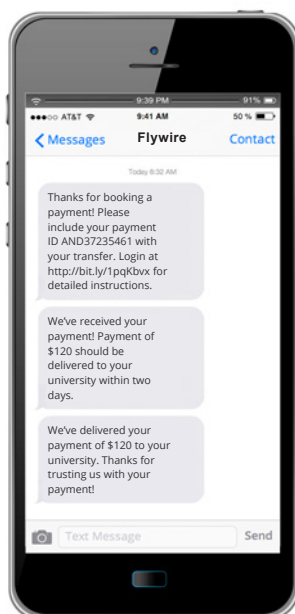 9:39 PM
91%
AT&T
9:41 AM
50 %
Messages
Flywire
Contact
Today 9:32 AM
Thanks for booking a
payment! Please
include your payment
ID AND37235461 with
your transfer. Login at
http://bit.ly/1pqKbvx for
detailed instructions.
We've received your
payment! Payment of
$120 should be
delivered to your
university within two
days.
We've delivered your
payment of $120 to your
university. Thanks for
trusting us with your
payment!
Text Message
Send